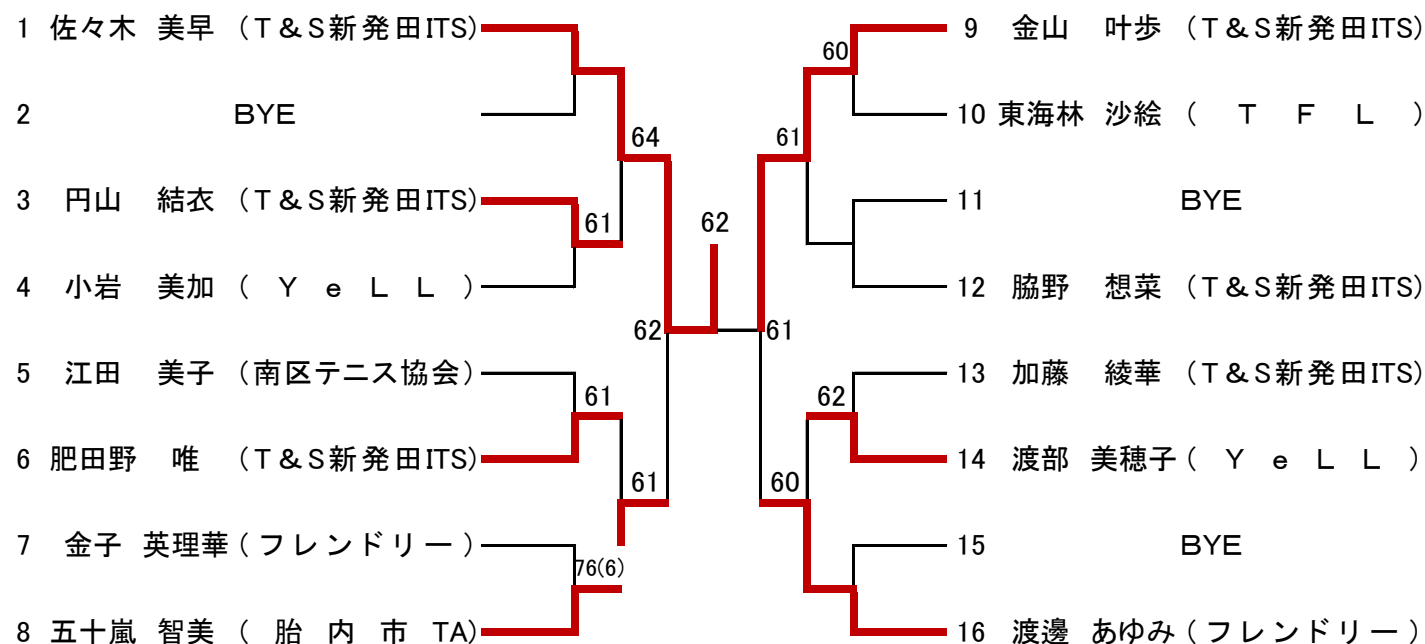 1 佐々木 美早 (T&S新発田ITS)
2 BYE
3 円山 結衣 (T&S新発田ITS)
4 小岩 美加 ( Y e L L )
5 江田 美子 (南区テニス協会)
6 肥田野 唯 (T&S新発田ITS)
7 金子 英理華 ( フレンドリー )
8 五十嵐 智美 ( 胎 内 市 TA)
64
61
62
61
61
76(6)
62
60
61
61
62
60
9 金山 叶歩 (T&S新発田ITS)
10 東海林 沙絵 ( T F L )
11 BYE
12 脇野 想菜 (T&S新発田ITS)
13 加藤 綾華 (T&S新発田ITS)
14 渡部 美穂子 ( Y e L L )
15 BYE
16 渡邊 あゆみ ( フレンドリー )